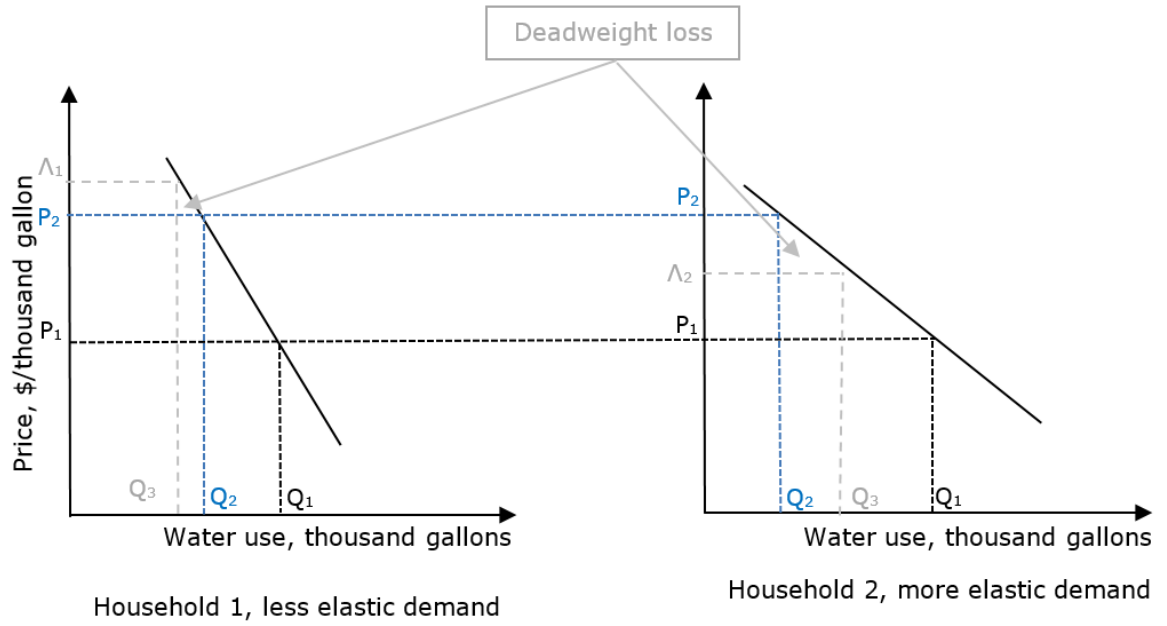 Deadweight loss
Price, $/thousand gallon
Λ₁
P₂
P₁
Q₃
Q₂
Q₁
Water use, thousand gallons
Household 1, less elastic demand
P₂
Λ₂
P₁
Q₂
Q₃
Q₁
Water use, thousand gallons
Household 2, more elastic demand